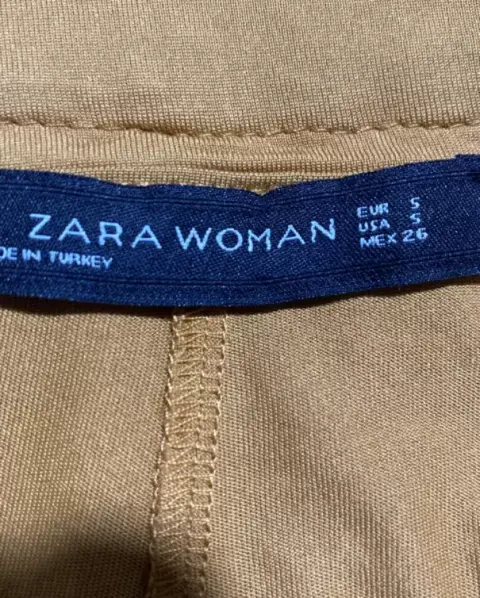 ZARA WOMAN
DE IN TURKEY
EUR S
USA S
MEX 26